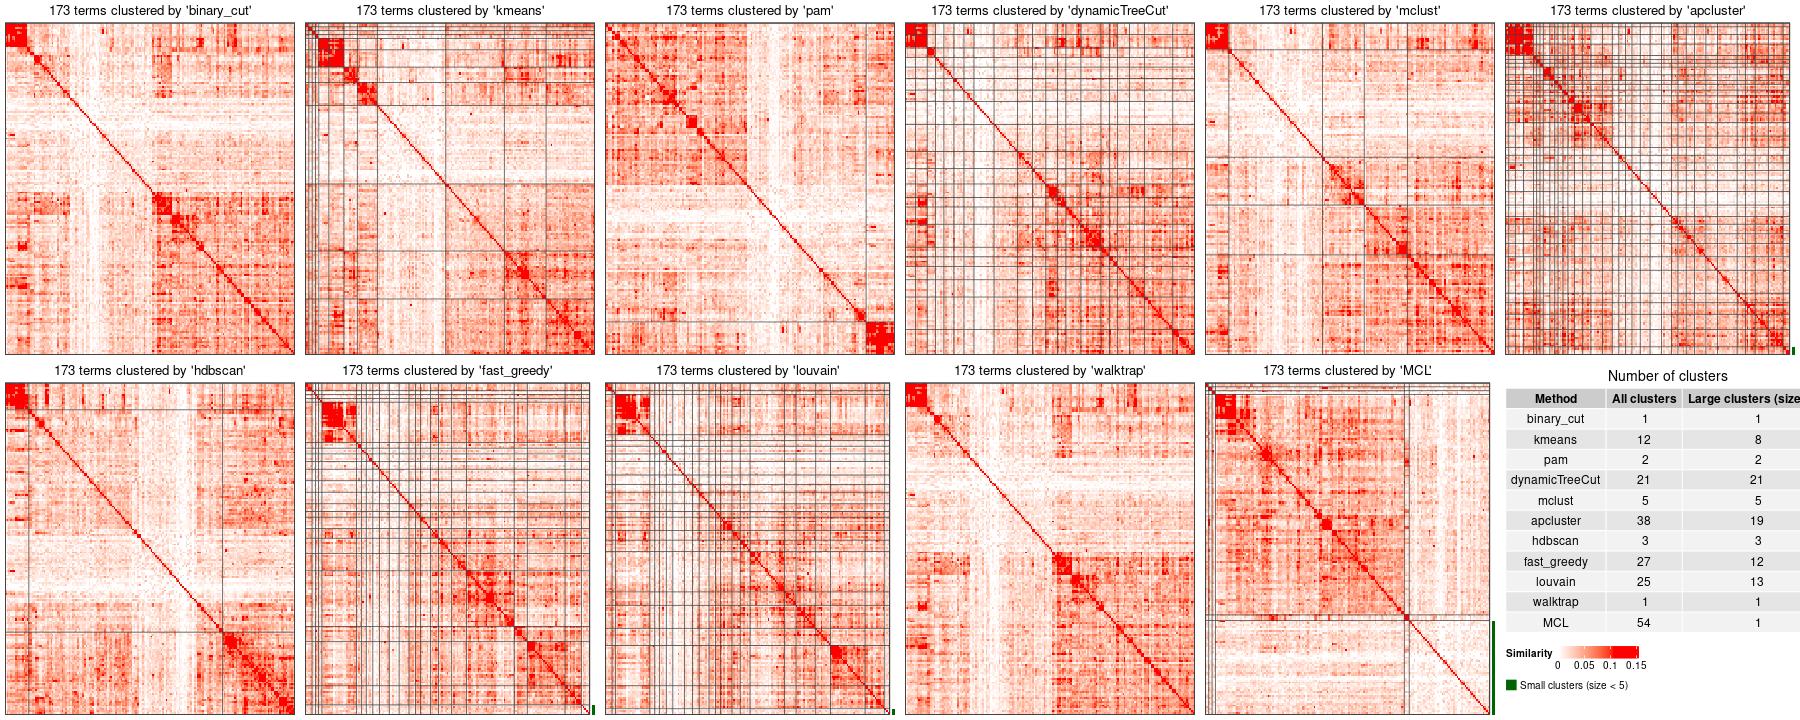 173 terms clustered by 'binary_cut'
173 terms clustered by 'kmeans'
173 terms clustered by 'pam'
173 terms clustered by 'dynamicTreeCut'
173 terms clustered by 'mclust'
173 terms clustered by 'apcluster'
173 terms clustered by 'hdbscan'
173 terms clustered by 'fast_greedy'
173 terms clustered by 'louvain'
173 terms clustered by 'walktrap'
173 terms clustered by 'MCL'
Number of clusters
Method All clusters Large clusters (size
binary_cut 1 1
kmeans 12 8
pam 2 2
dynamicTreeCut 21 21
mclust 5 5
apcluster 38 19
hdbscan 3 3
fast_greedy 27 12
louvain 25 13
walktrap 1 1
MCL 54 1
Similarity
0 0.05 0.1 0.15
Small clusters (size < 5)